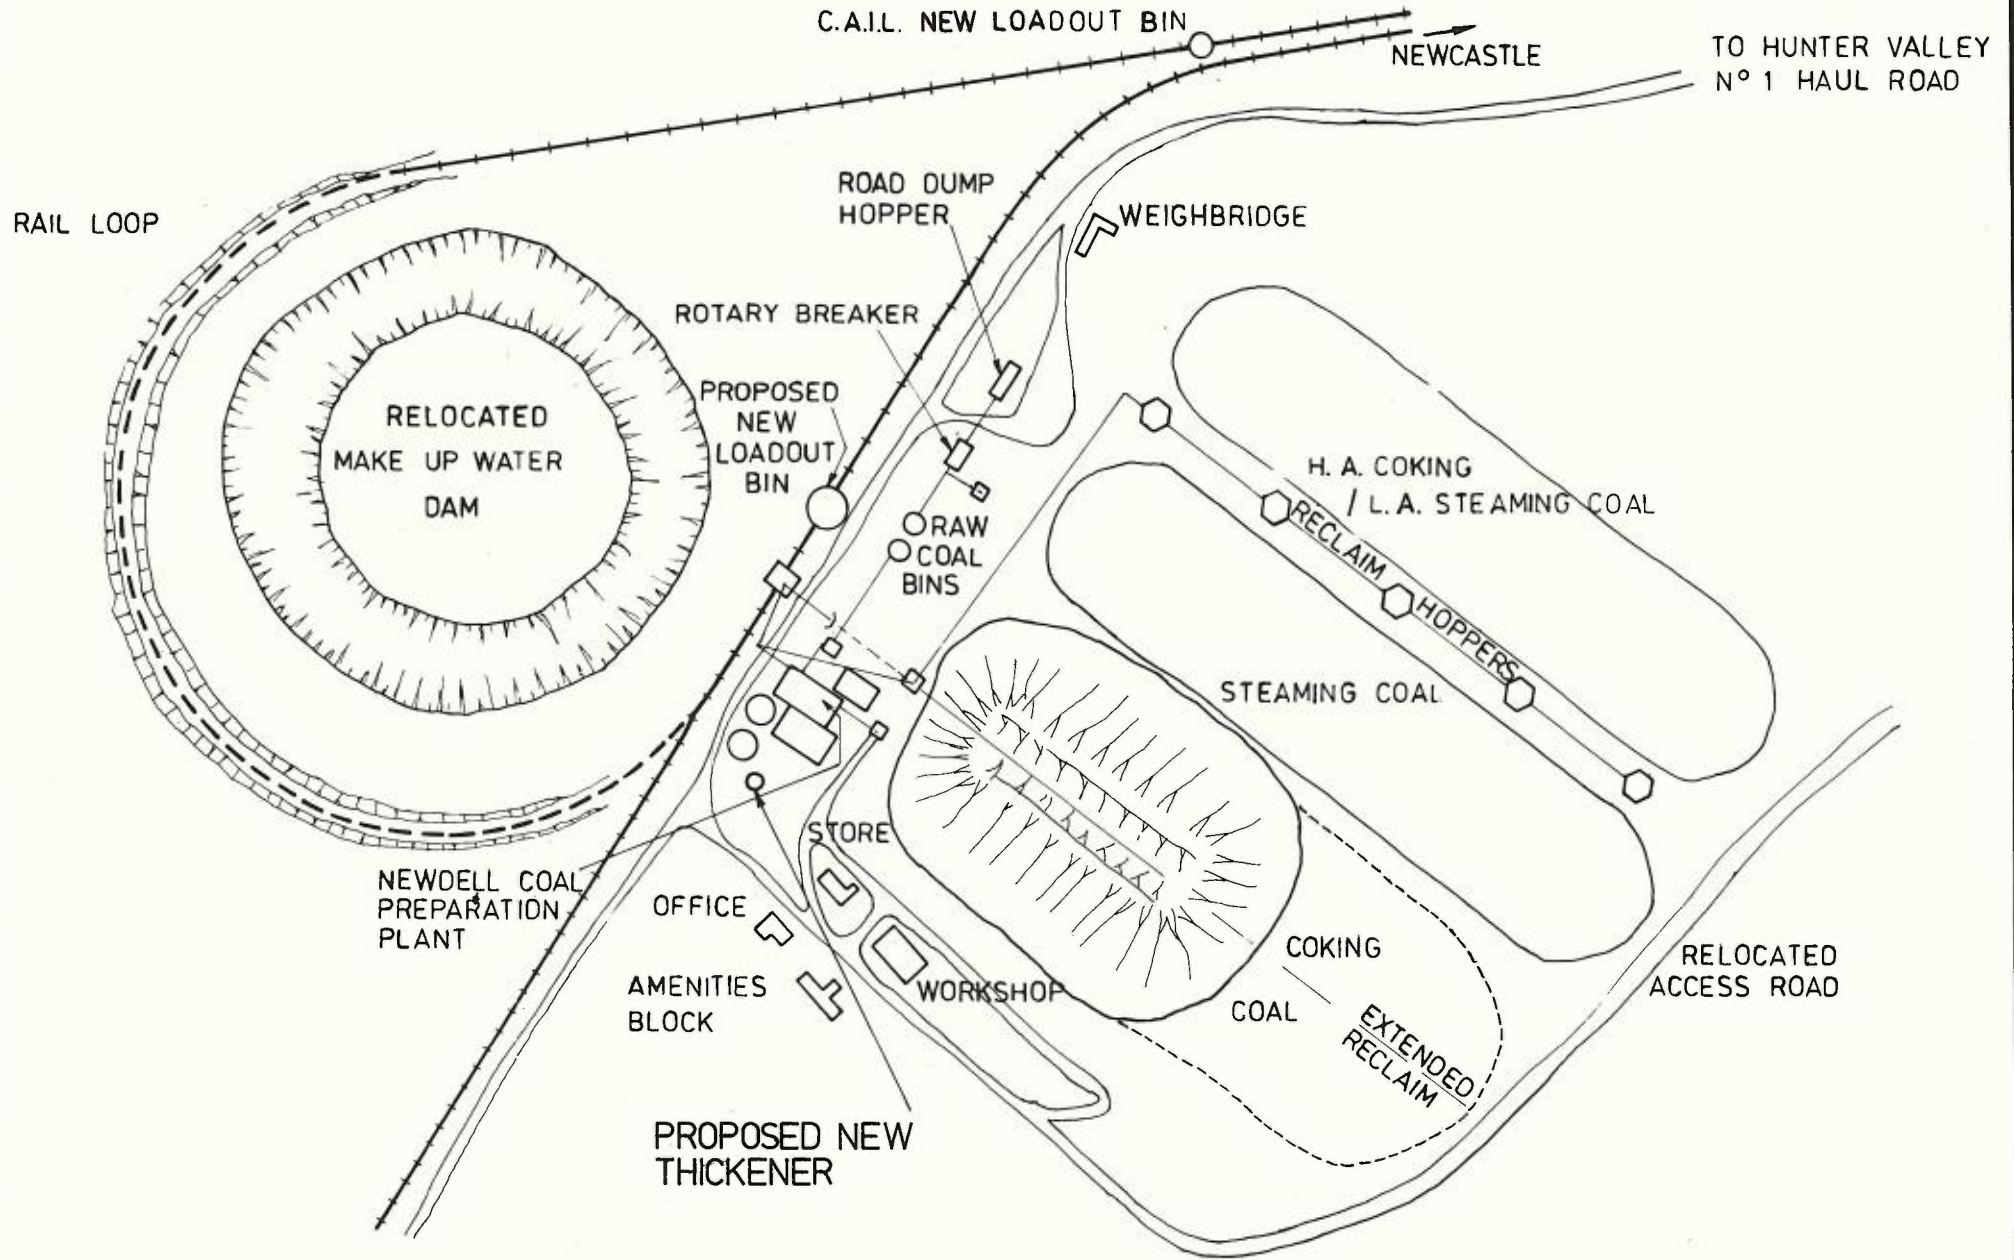 C.A.I.L. NEW LOADOUT BIN
NEWCASTLE
TO HUNTER VALLEY
Nº 1 HAUL ROAD
ROAD DUMP
HOPPER
WEIGHBRIDGE
RAIL LOOP
ROTARY BREAKER
PROPOSED
NEW
LOADOUT
BIN
RELOCATED
MAKE UP WATER
DAM
RAW
COAL
BINS
H. A. COKING
/ L. A. STEAMING COAL
RECLAIM HOPPERS
STEAMING COAL
STORE
NEWDELL COAL
PREPARATION
PLANT
OFFICE
AMENITIES
BLOCK
WORKSHOP
COKING
COAL
EXTENDED
RECLAIM
RELOCATED
ACCESS ROAD
PROPOSED NEW
THICKENER